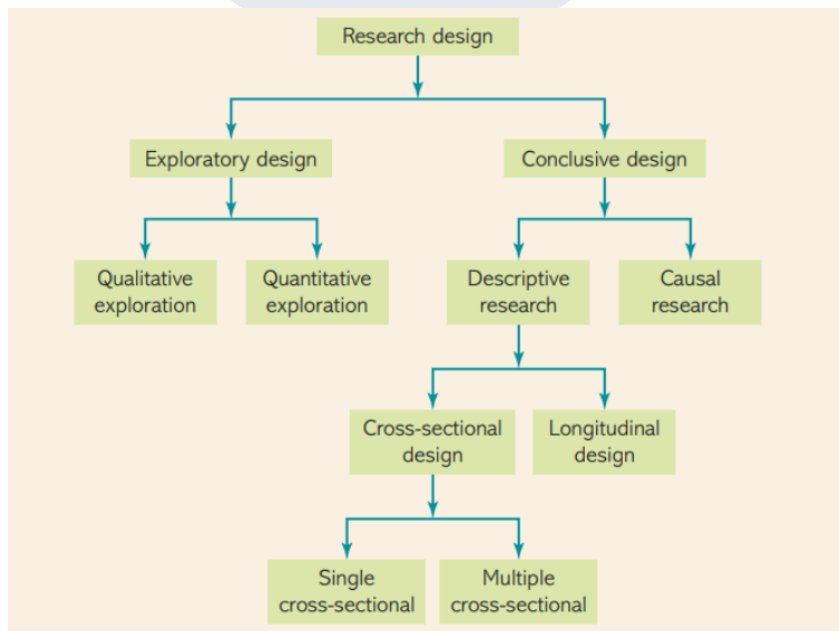 Research design
Exploratory design
Conclusive design
Qualitative
exploration
Quantitative
exploration
Descriptive
research
Causal
research
Cross-sectional
design
Longitudinal
design
Single
cross-sectional
Multiple
cross-sectional